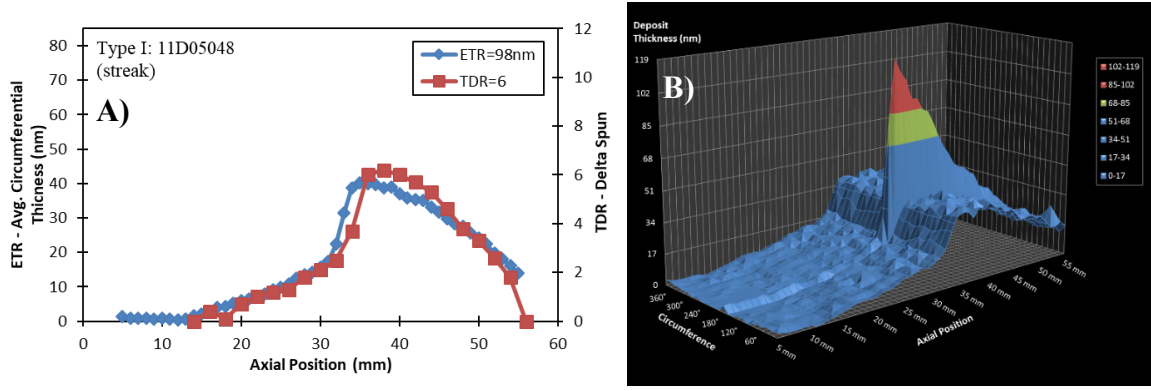 Type I: 11D05048
(streak)
A)
ETR=98nm
TDR=6
ETR - Avg. Circumferential
Thicness (nm)
80
70
60
50
40
30
20
10
0
TDR - Delta Spun
12
10
8
6
4
2
0
0 10 20 30 40 50 60
Axial Position (mm)
Deposit
Thickness (nm)
B)
119
102
85
68
51
34
17
0
360°
300°
240°
180°
120°
60°
Circumference
5 mm
10 mm
15 mm
20 mm
25 mm
30 mm
35 mm
40 mm
45 mm
50 mm
55 mm
Axial Position
102-119
85-102
68-85
51-68
34-51
17-34
0-17